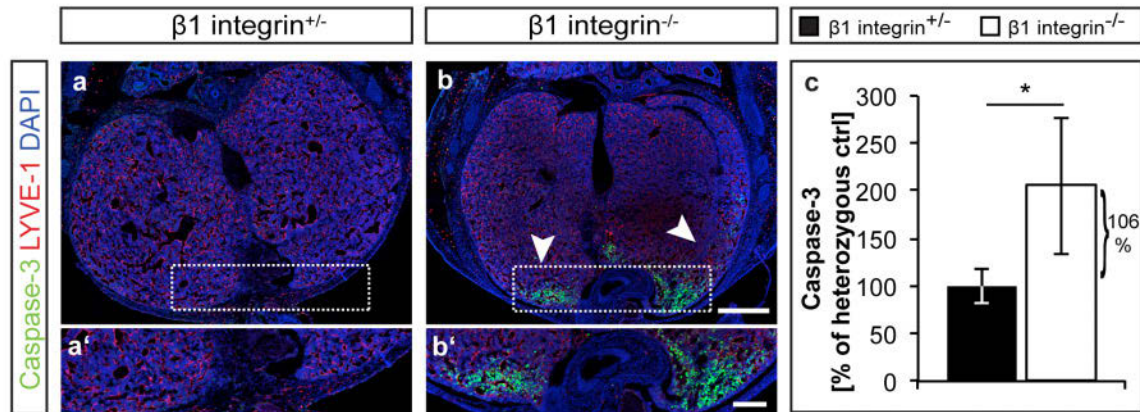 β1 integrin+/-
β1 integrin-/-
β1 integrin+/-
β1 integrin-/-
Caspase-3 LYVE-1 DAPI
a
b
a‘
b‘
c
Caspase-3
[% of heterozygous ctrl]
300
250
200
150
100
50
0
*
106
%